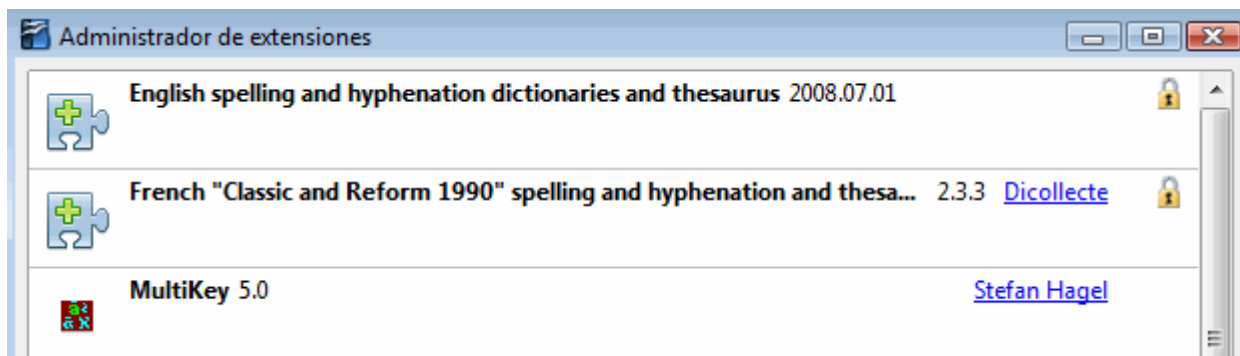 Administrador de extensiones
English spelling and hyphenation dictionaries and thesaurus 2008.07.01
French "Classic and Reform 1990" spelling and hyphenation and thesa... 2.3.3 Dicollecte
MultiKey 5.0 Stefan Hagel